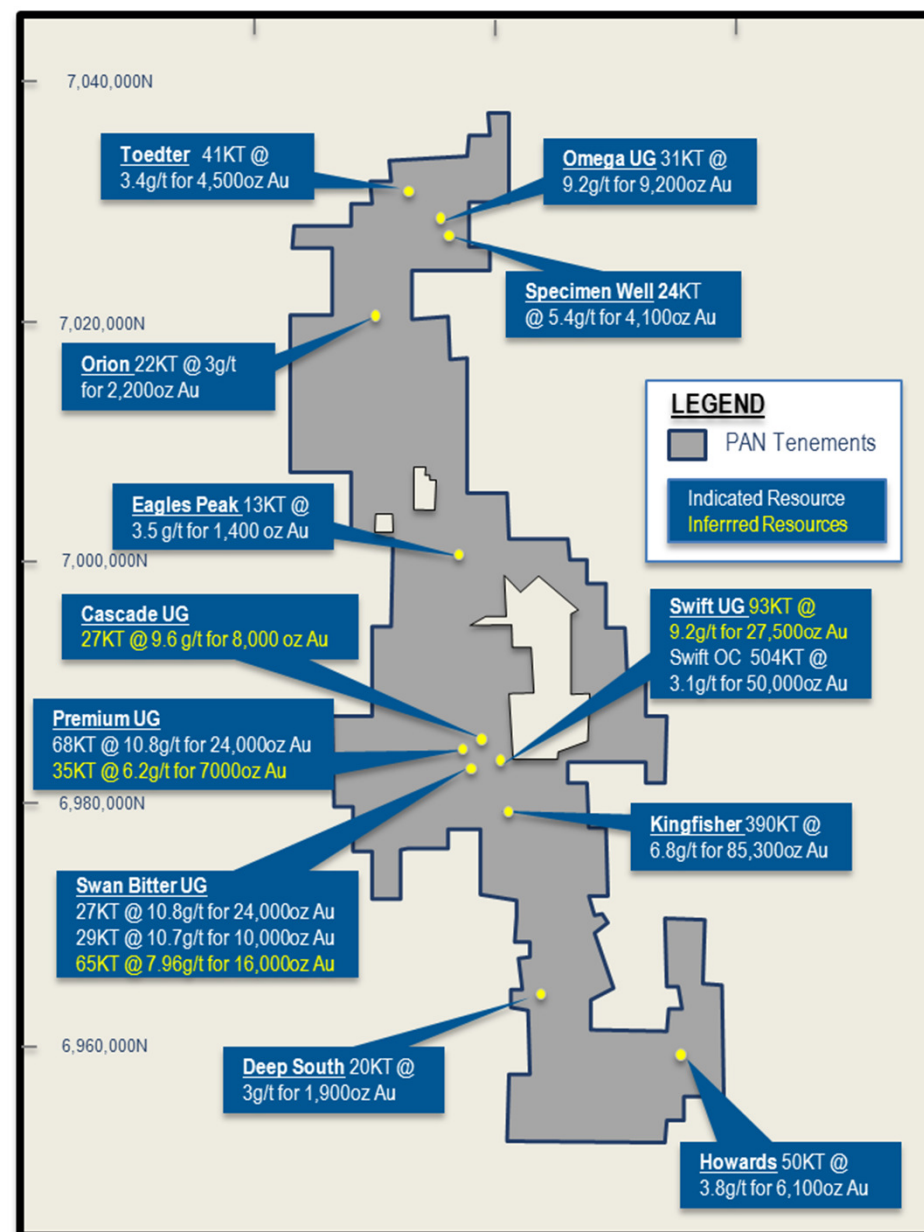 7,040,000N
Toedter 41KT @
3.4g/t for 4,500oz Au
Omega UG 31KT @
9.2g/t for 9,200oz Au
Specimen Well 24KT
@ 5.4g/t for 4,100oz Au
7,020,000N
Orion 22KT @ 3g/t
for 2,200oz Au
LEGEND
PAN Tenements
Indicated Resource
Inferrred Resources
Eagles Peak 13KT @
3.5 g/t for 1,400 oz Au
7,000,000N
Cascade UG
27KT @ 9.6 g/t for 8,000 oz Au
Swift UG 93KT @
9.2g/t for 27,500oz Au
Swift OC 504KT @
3.1g/t for 50,000oz Au
Premium UG
68KT @ 10.8g/t for 24,000oz Au
35KT @ 6.2g/t for 7000oz Au
6,980,000N
Kingfisher 390KT @
6.8g/t for 85,300oz Au
Swan Bitter UG
27KT @ 10.8g/t for 24,000oz Au
29KT @ 10.7g/t for 10,000oz Au
65KT @ 7.96g/t for 16,000oz Au
6,960,000N
Deep South 20KT @
3g/t for 1,900oz Au
Howards 50KT @
3.8g/t for 6,100oz Au